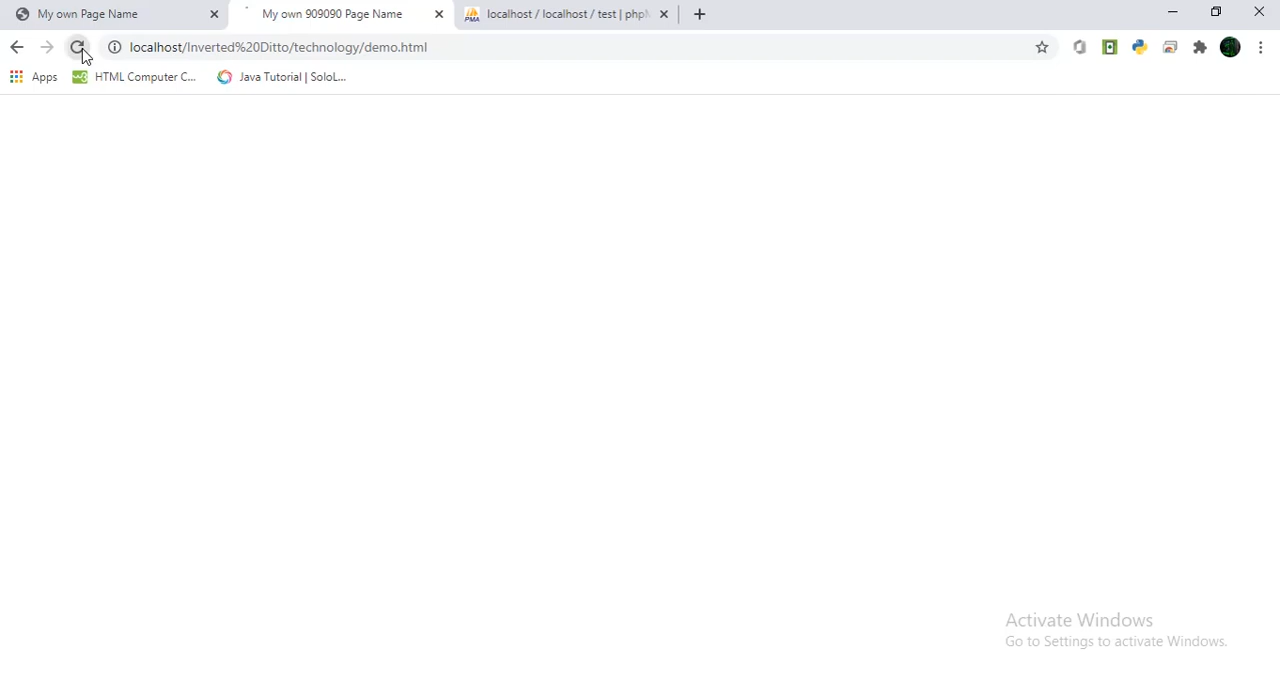 My own Page Name
My own 909090 Page Name
localhost / localhost / test | php
localhost/Inverted%20Ditto/technology/demo.html
Apps
HTML Computer C...
Java Tutorial | SoloL...
Activate Windows
Go to Settings to activate Windows.